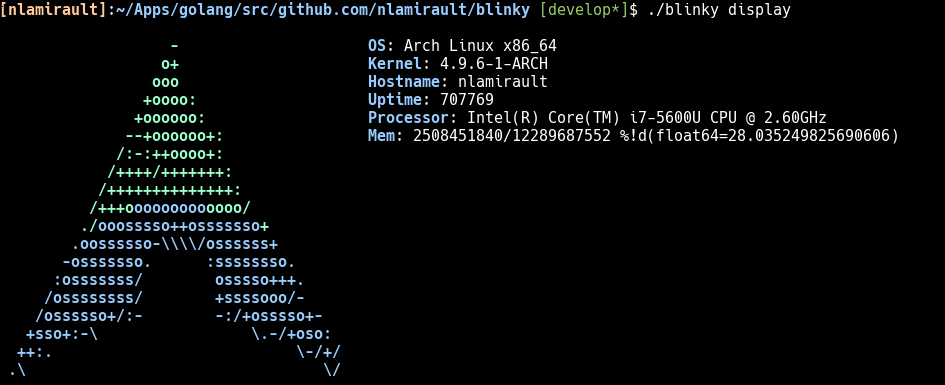 [nlamirault]:~/Apps/golang/src/github.com/nlamirault/blinky [develop*]$ ./blinky display
                   -                     OS: Arch Linux x86_64
                  o+                     Kernel: 4.9.6-1-ARCH
                 ooo                     Hostname: nlamirault
                +oooo:                   Uptime: 707769
               +oooooo:                  Processor: Intel(R) Core(TM) i7-5600U CPU @ 2.60GHz
              --+oooooo+:                Mem: 2508451840/12289687552 %!d(float64=28.035249825690606)
             /:-:++oooo+:
            /++++/+++++++:
           /++++++++++++++:
          /+++ooooooooooooo/
         ./ooosssso++osssssso+
        .oossssso-\\\\/ossssss+
       -osssssso.      :ssssssso.
      :osssssss/        osssso+++.
     /ossssssss/        +ssssooo/-
    /ossssso+/:-        -:/+osssso+-
   +sso+:-\                 \.-/+oso:
  ++:.                           \-/+/
 .\                                 \/